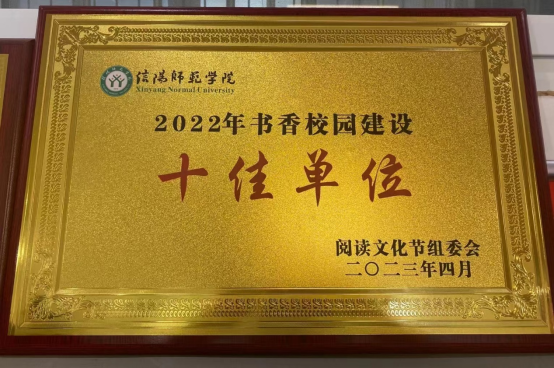 信阳师范学院
Xinyang Normal University
2022年书香校园建设
十佳单位
阅读文化节组委会
二〇二三年四月